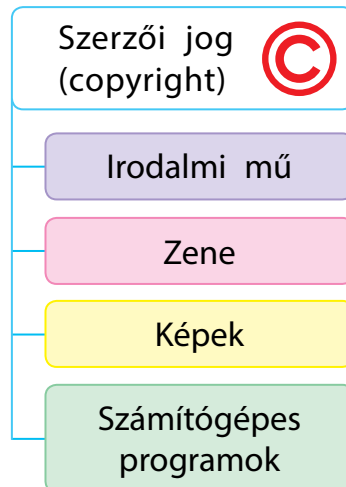 Szerzői jog
(copyright)
©
Irodalmi mű
Zene
Képek
Számítógépes
programok